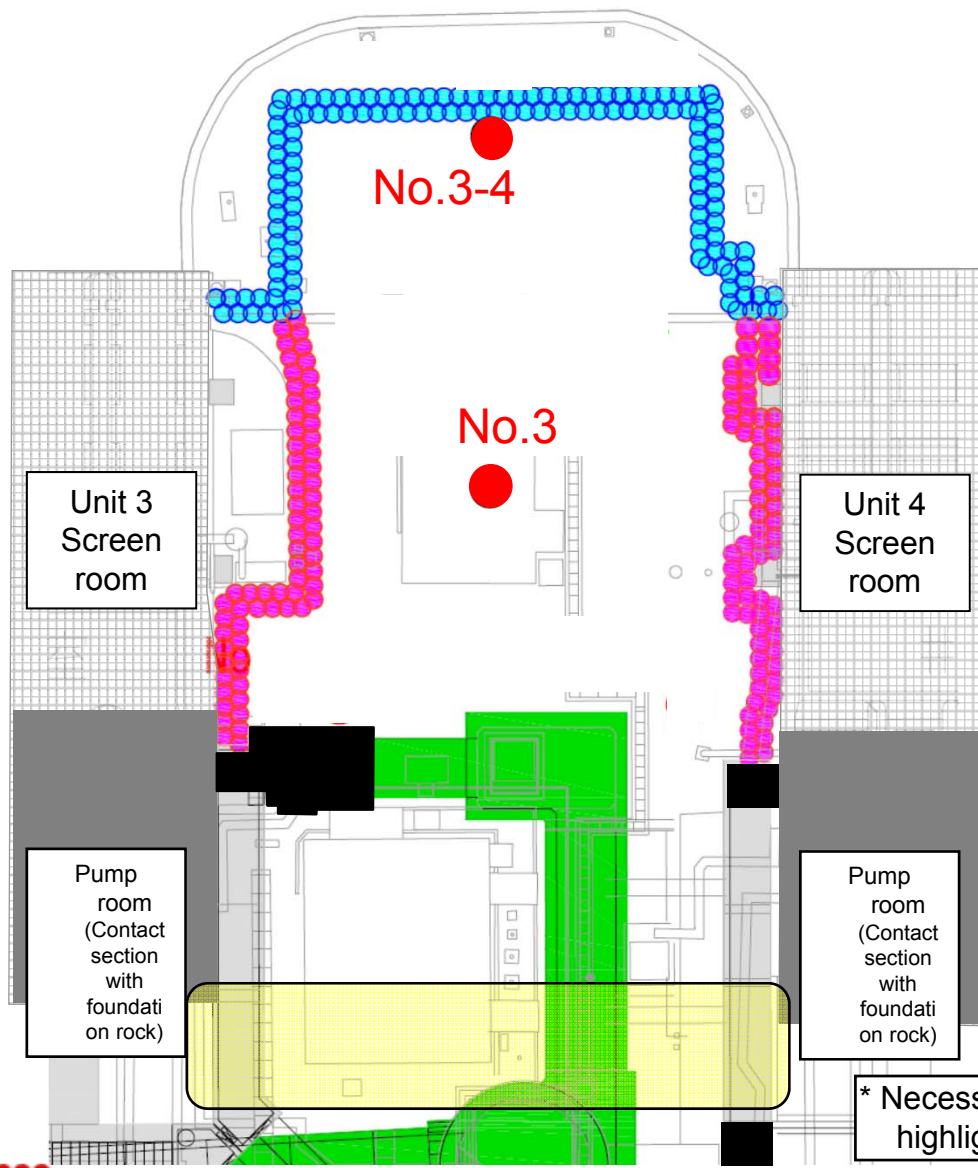 No.3-4
No.3
Unit 3
Screen
room
Unit 4
Screen
room
Pump
room
(Contact
section
with
foundati
on rock)
Pump
room
(Contact
section
with
foundati
on rock)
* Necess
highlig